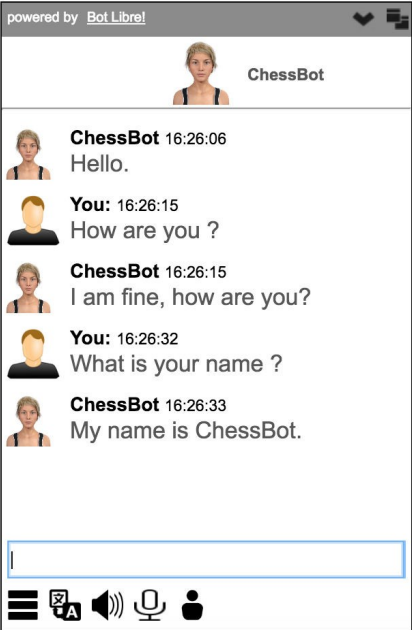 powered by Bot Libre!
ChessBot
ChessBot 16:26:06
Hello.
You: 16:26:15
How are you ?
ChessBot 16:26:15
I am fine, how are you?
You: 16:26:32
What is your name ?
ChessBot 16:26:33
My name is ChessBot.
文A